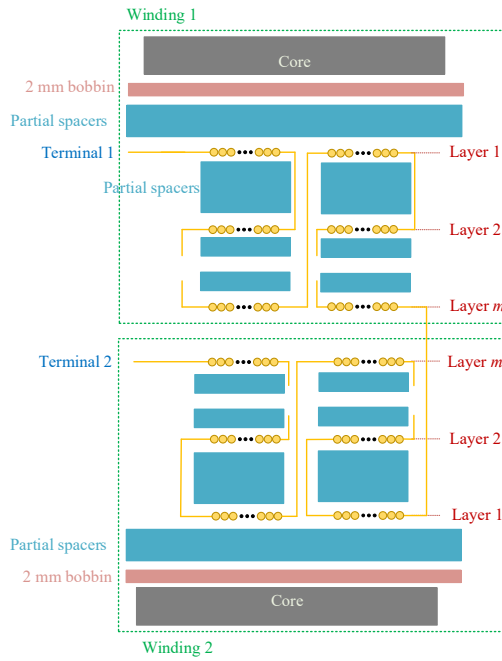 Winding 1
Core
2 mm bobbin
Partial spacers
Terminal 1
Layer 1
Partial spacers
Layer 2
Layer m
Terminal 2
Layer m
Layer 2
Layer 1
Partial spacers
2 mm bobbin
Core
Winding 2